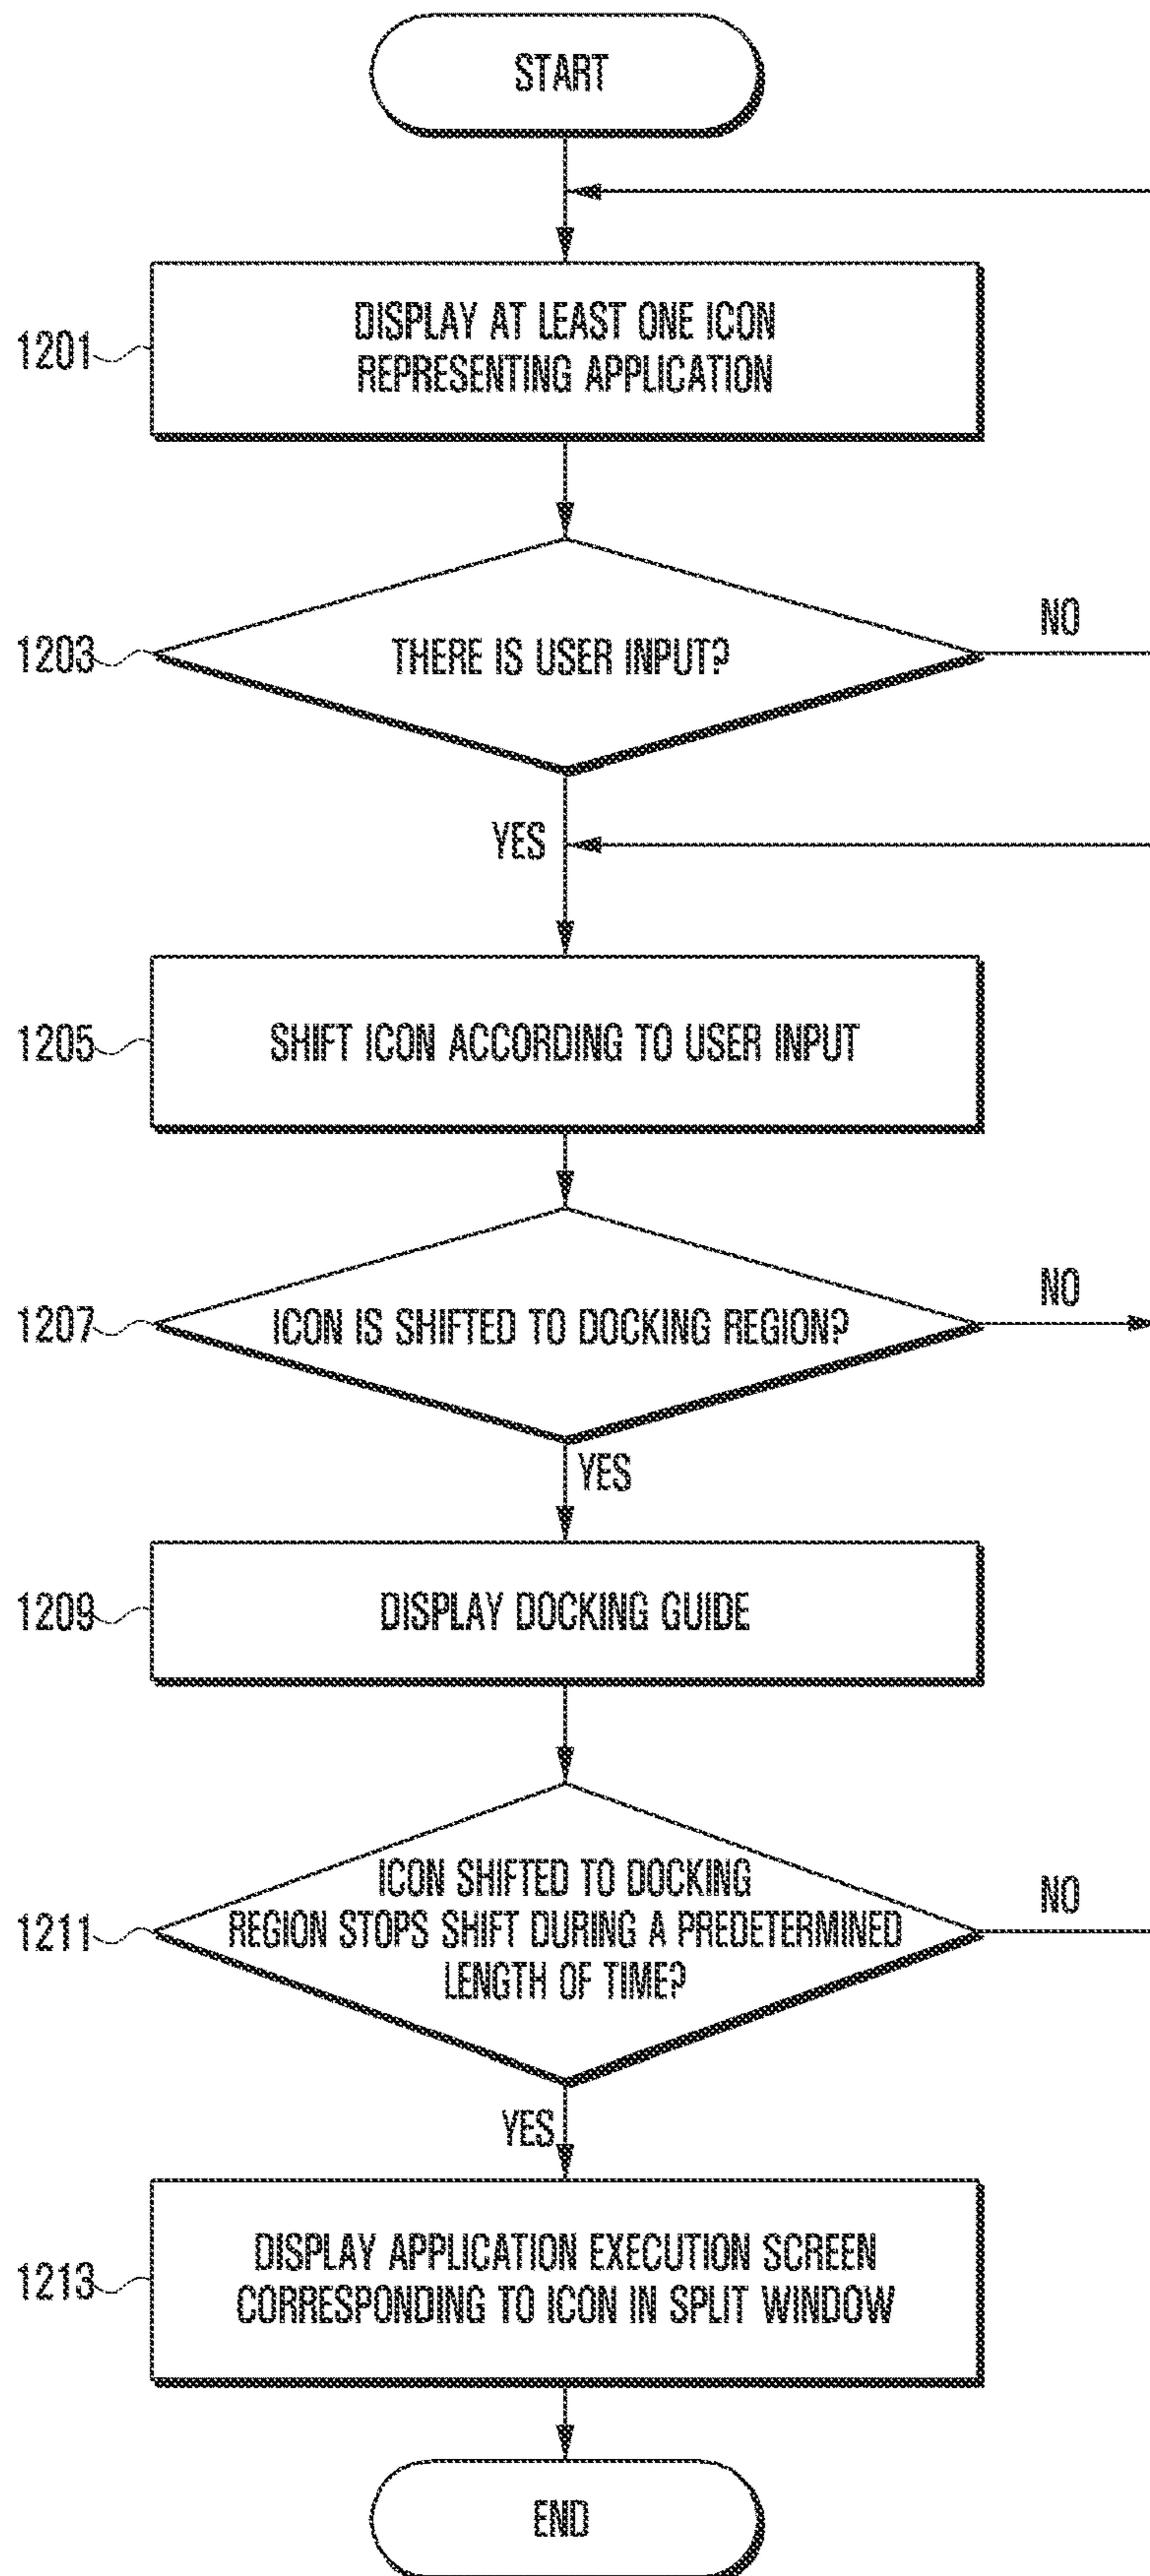 START
1201
DISPLAY AT LEAST ONE ICON
REPRESENTING APPLICATION
1203
THERE IS USER INPUT?
NO
YES
1205
SHIFT ICON ACCORDING TO USER INPUT
1207
ICON IS SHIFTED TO DOCKING REGION?
NO
YES
1209
DISPLAY DOCKING GUIDE
1211
ICON SHIFTED TO DOCKING
REGION STOPS SHIFT DURING A PREDETERMINED
LENGTH OF TIME?
NO
YES
1213
DISPLAY APPLICATION EXECUTION SCREEN
CORRESPONDING TO ICON IN SPLIT WINDOW
END